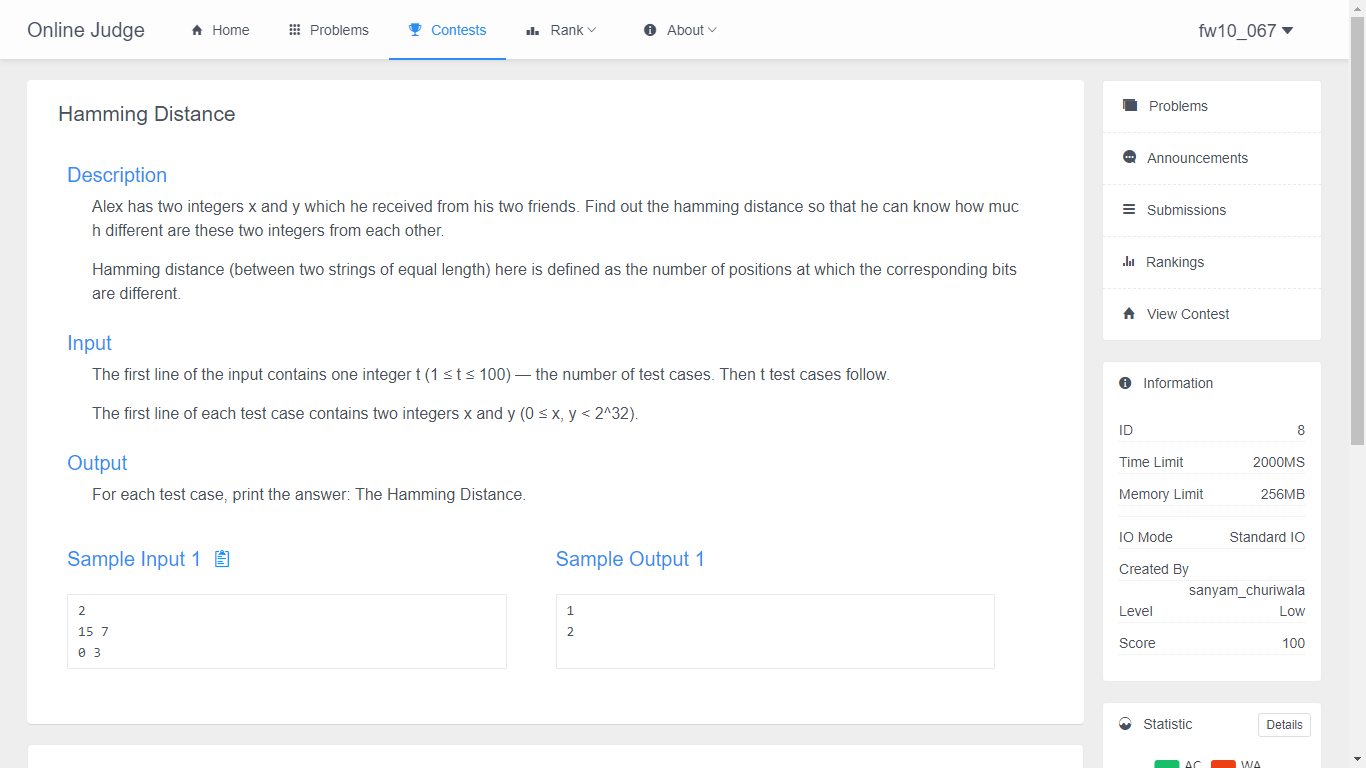 Online Judge
Home
Problems
Contests
Rank
About
fw10_067
Hamming Distance
Description
Alex has two integers x and y which he received from his two friends. Find out the hamming distance so that he can know how muc
h different are these two integers from each other.
Hamming distance (between two strings of equal length) here is defined as the number of positions at which the corresponding bits
are different.
Input
The first line of the input contains one integer t (1 ≤ t ≤ 100) — the number of test cases. Then t test cases follow.
The first line of each test case contains two integers x and y (0 ≤ x, y < 2^32).
Output
For each test case, print the answer: The Hamming Distance.
Sample Input 1
2
15 7
0 3
Sample Output 1
1
2
Problems
Announcements
Submissions
Rankings
View Contest
Information
ID 8
Time Limit 2000MS
Memory Limit 256MB
IO Mode Standard IO
Created By
sanyam_churiwala
Level Low
Score 100
Statistic
Details
AC WA